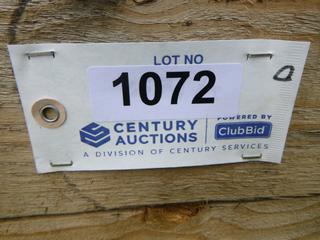 LOT NO
1072
CENTURY
AUCTIONS
POWERED BY
ClubBid
A DIVISION OF CENTURY SERVICES